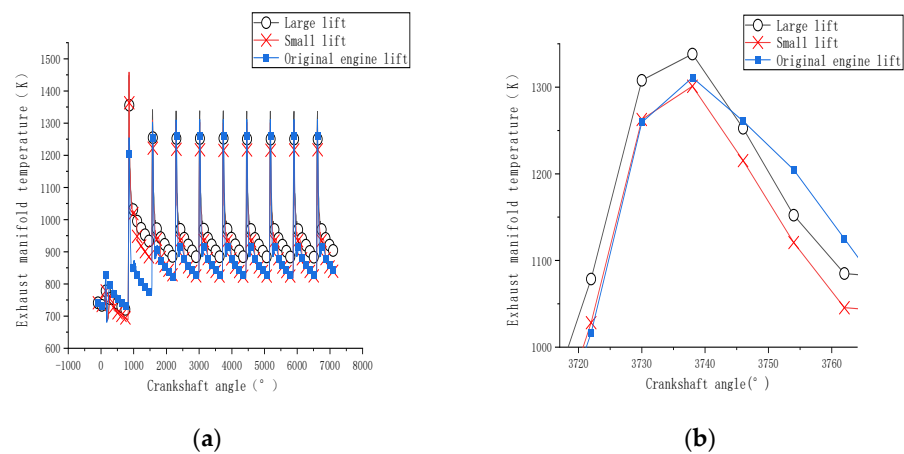 Large lift
Small lift
Original engine lift
1500
1400
1300
1200
1100
1000
900
800
700
600
-1000 0 1000 2000 3000 4000 5000 6000 7000 8000
Exhaust manifold temperature（K）
Crankshaft angle（°）
(a)
Large lift
Small lift
Original engine lift
1300
1200
1100
1000
3720 3730 3740 3750 3760
Exhaust manifold temperature（K）
Crankshaft angle(°)
(b)